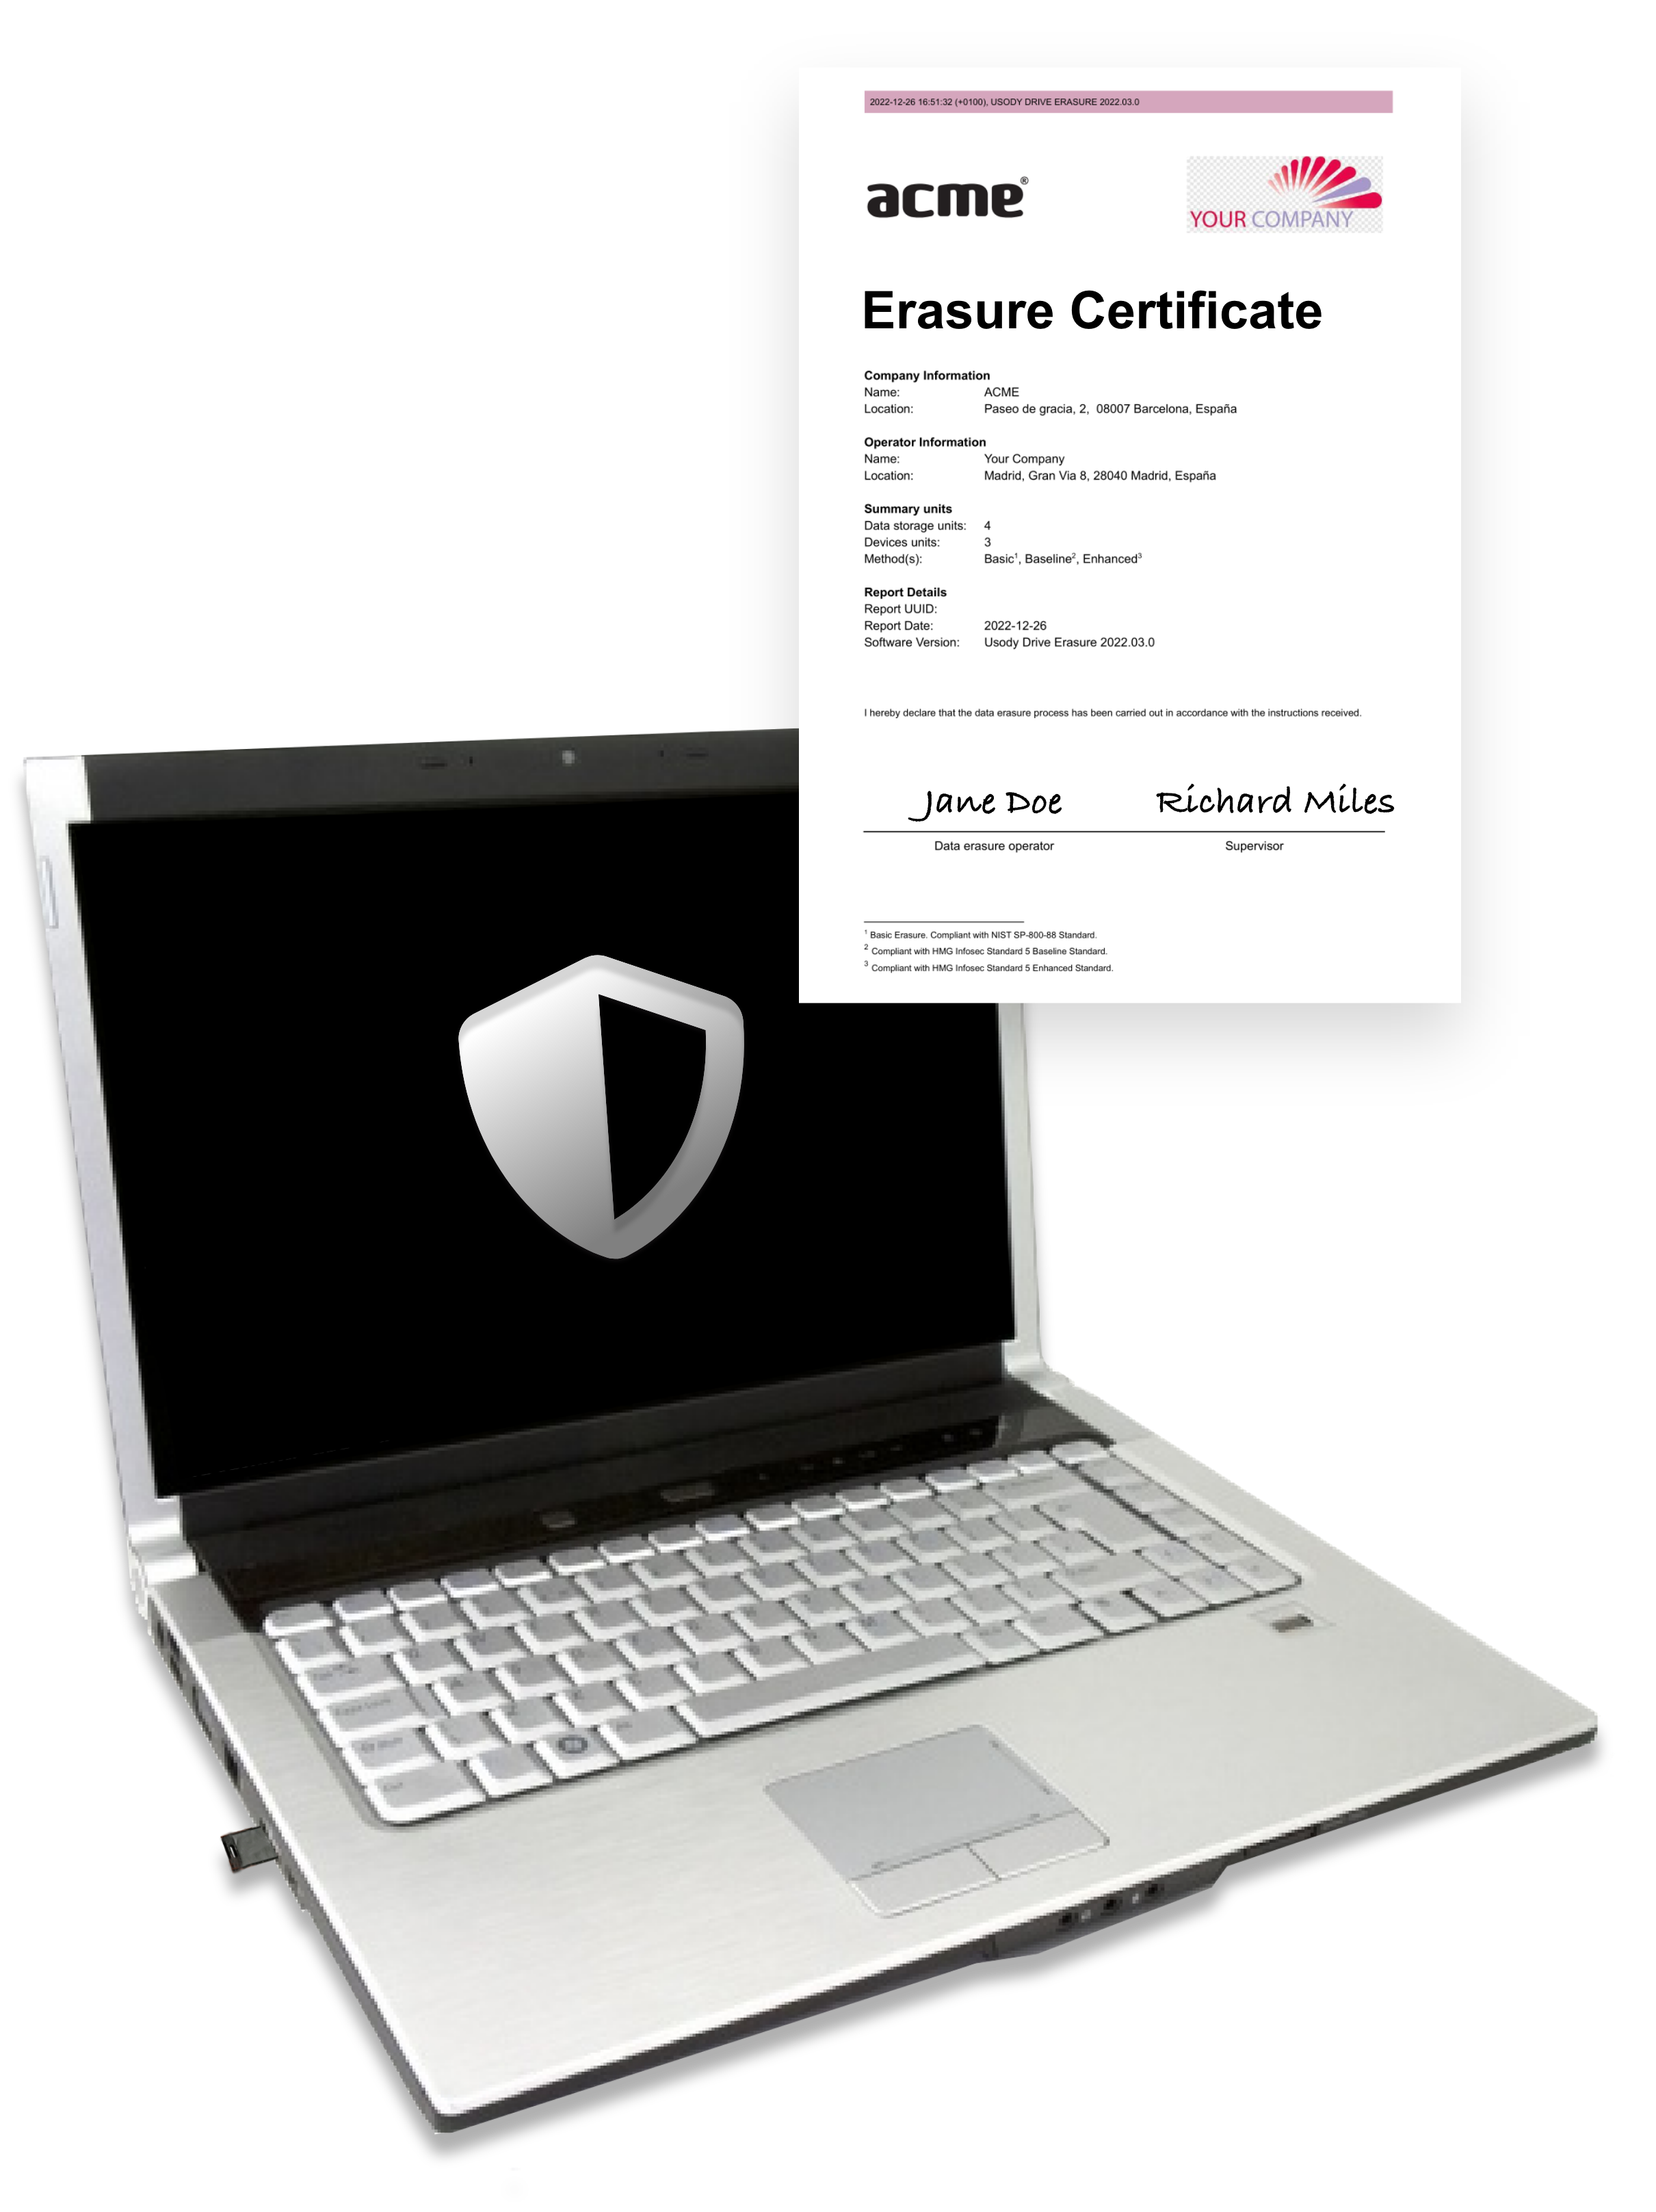 2022-12-26 16:51:32 (+0100), USODY DRIVE ERASURE 2022.03.0
acme®
YOUR COMPANY
Erasure Certificate
Company Information
Name: ACME
Location: Paseo de gracia, 2, 08007 Barcelona, España
Operator Information
Name: Your Company
Location: Madrid, Gran Via 8, 28040 Madrid, España
Summary units
Data storage units: 4
Devices units: 3
Method(s): Basic¹, Baseline², Enhanced³
Report Details
Report UUID:
Report Date: 2022-12-26
Software Version: Usody Drive Erasure 2022.03.0
I hereby declare that the data erasure process has been carried out in accordance with the instructions received.
Jane Doe Richard Miles
Data erasure operator Supervisor
¹ Basic Erasure. Compliant with NIST SP-800-88 Standard.
² Compliant with HMG Infosec Standard 5 Baseline Standard.
³ Compliant with HMG Infosec Standard 5 Enhanced Standard.